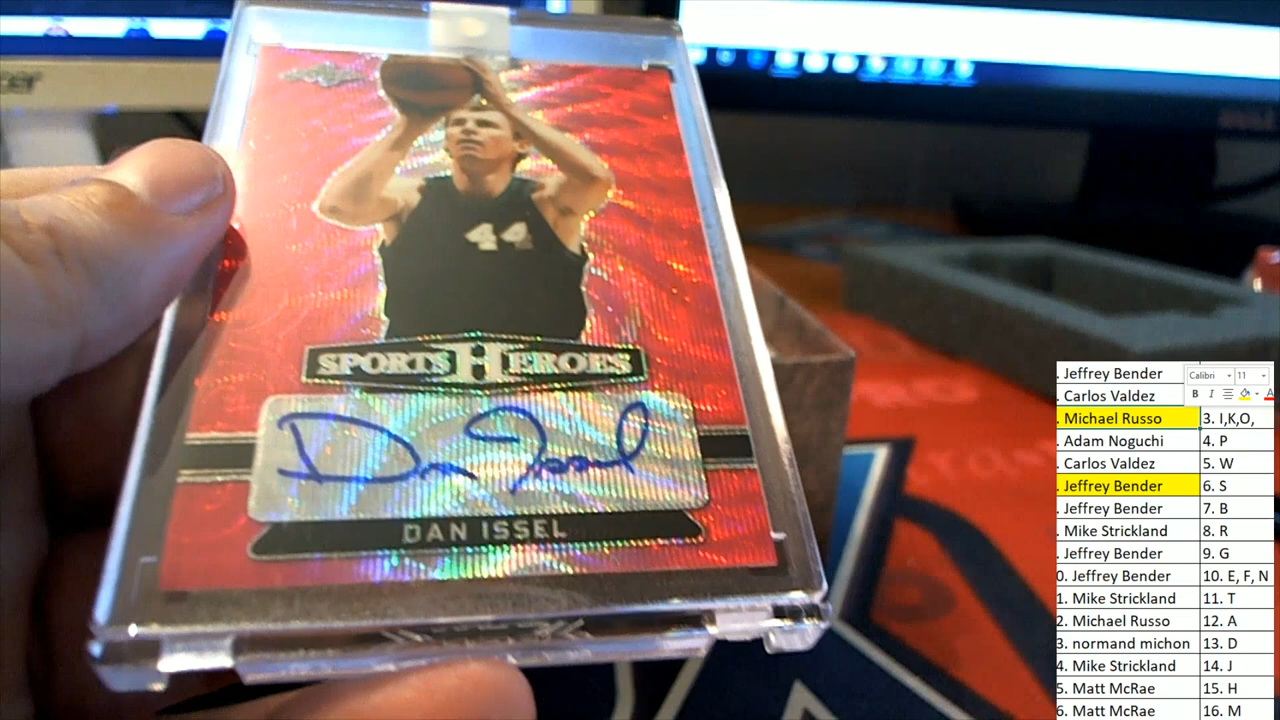 44
SPORTS HEROES
Dan Issel
DAN ISSEL
Calibri 11
B I A
. Jeffrey Bender
. Carlos Valdez
. Michael Russo 3. I,K,O,
. Adam Noguchi 4. P
. Carlos Valdez 5. W
. Jeffrey Bender 6. S
. Jeffrey Bender 7. B
. Mike Strickland 8. R
. Jeffrey Bender 9. G
0. Jeffrey Bender 10. E, F, N
1. Mike Strickland 11. T
2. Michael Russo 12. A
3. normand michon 13. D
4. Mike Strickland 14. J
5. Matt McRae 15. H
6. Matt McRae 16. M